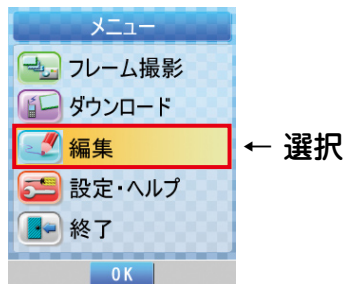 メニュー
フレーム撮影
ダウンロード
編集 ← 選択
設定・ヘルプ
終了
OK